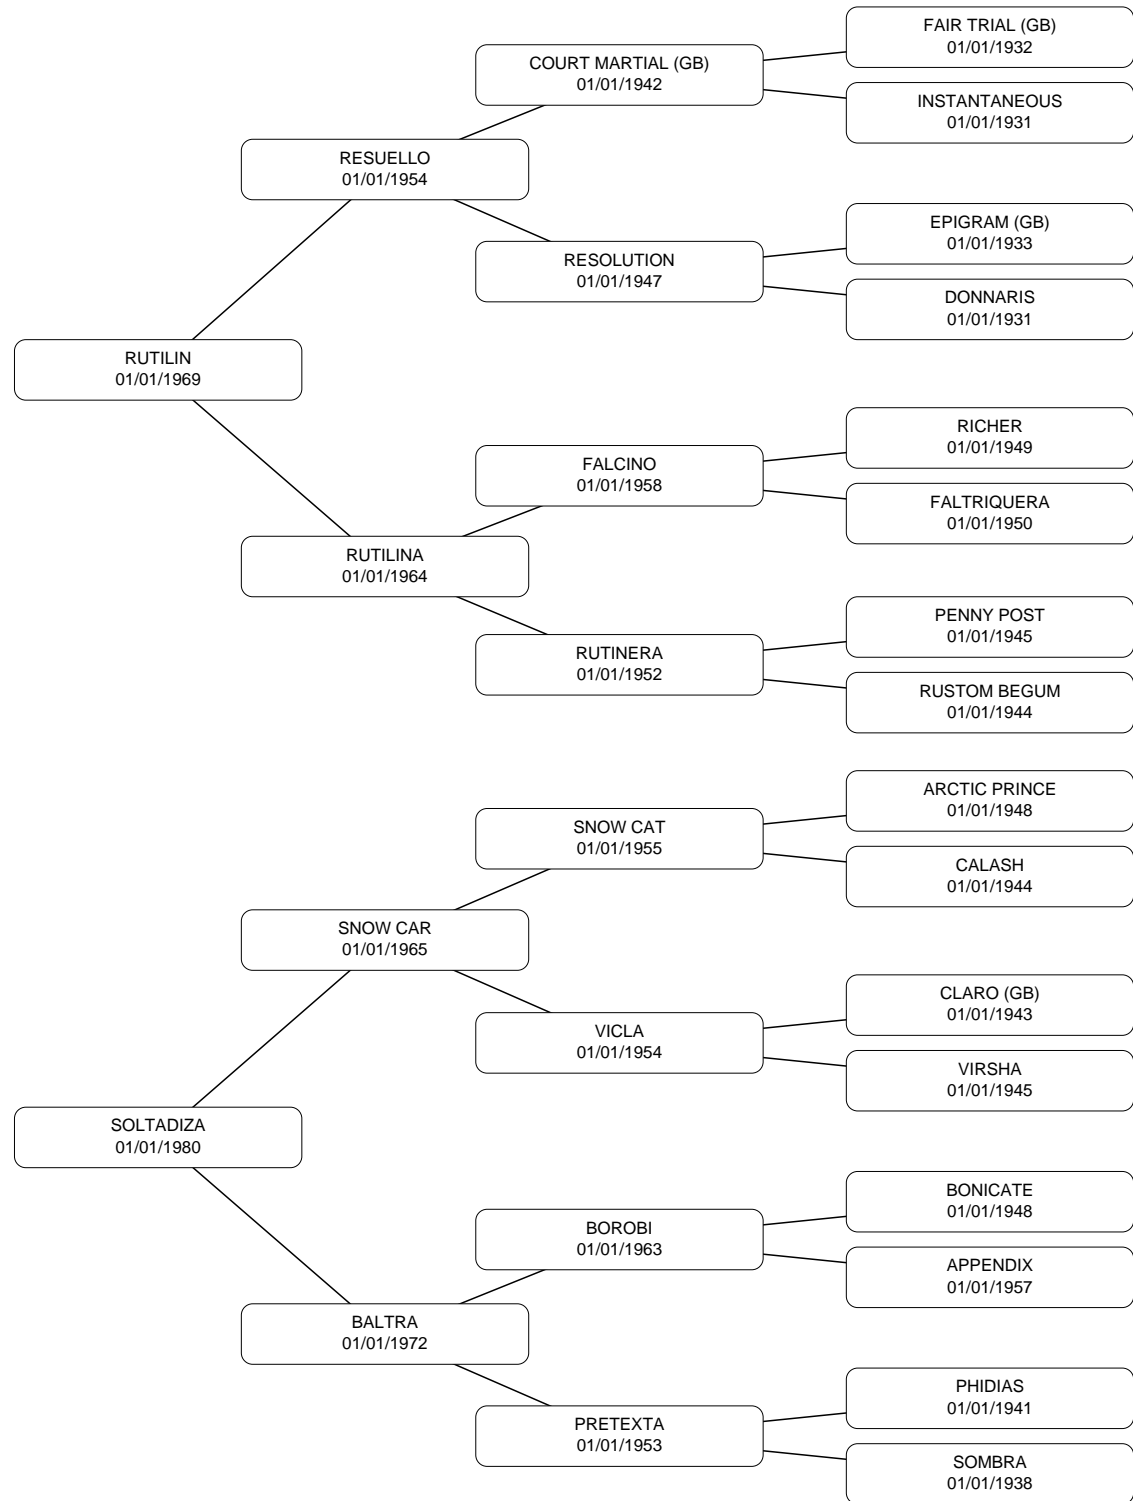 FAIR TRIAL (GB)
01/01/1932
COURT MARTIAL (GB)
01/01/1942
INSTANTANEOUS
01/01/1931
RESUELLO
01/01/1954
EPIGRAM (GB)
01/01/1933
RESOLUTION
01/01/1947
DONNARIS
01/01/1931
RUTILIN
01/01/1969
RICHER
01/01/1949
FALCINO
01/01/1958
FALTRIQUERA
01/01/1950
RUTILINA
01/01/1964
PENNY POST
01/01/1945
RUTINERA
01/01/1952
RUSTOM BEGUM
01/01/1944
ARCTIC PRINCE
01/01/1948
SNOW CAT
01/01/1955
CALASH
01/01/1944
SNOW CAR
01/01/1965
CLARO (GB)
01/01/1943
VICLA
01/01/1954
VIRSHA
01/01/1945
SOLTADIZA
01/01/1980
BONICATE
01/01/1948
BOROBI
01/01/1963
APPENDIX
01/01/1957
BALTRA
01/01/1972
PHIDIAS
01/01/1941
PRETEXTA
01/01/1953
SOMBRA
01/01/1938